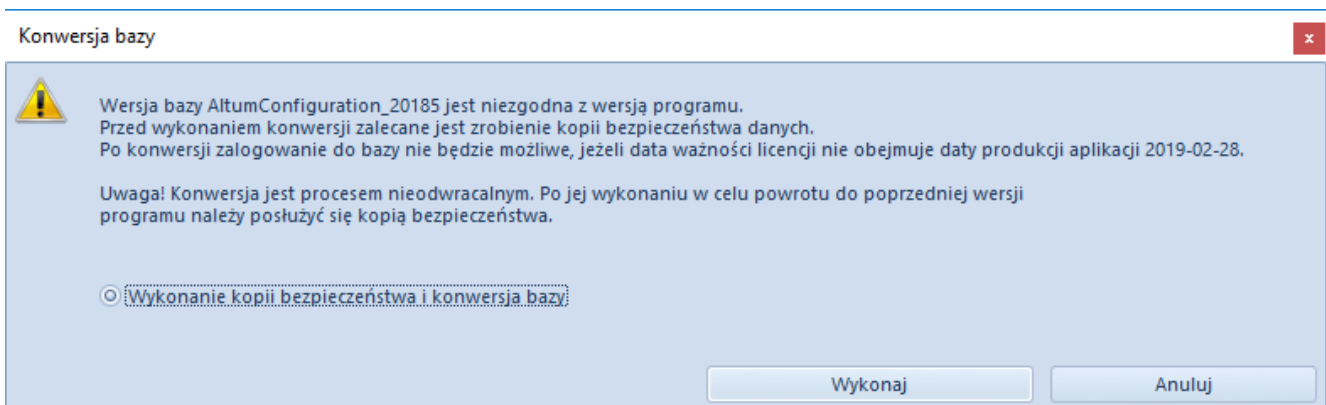 Konwersja bazy
x
Wersja bazy AltumConfiguration_20185 jest niezgodna z wersją programu.
Przed wykonaniem konwersji zalecane jest zrobienie kopii bezpieczeństwa danych.
Po konwersji zalogowanie do bazy nie będzie możliwe, jeżeli data ważności licencji nie obejmuje daty produkcji aplikacji 2019-02-28.
Uwaga! Konwersja jest procesem nieodwracalnym. Po jej wykonaniu w celu powrotu do poprzedniej wersji
programu należy posłużyć się kopią bezpieczeństwa.
Wykonanie kopii bezpieczeństwa i konwersja bazy
Wykonaj
Anuluj